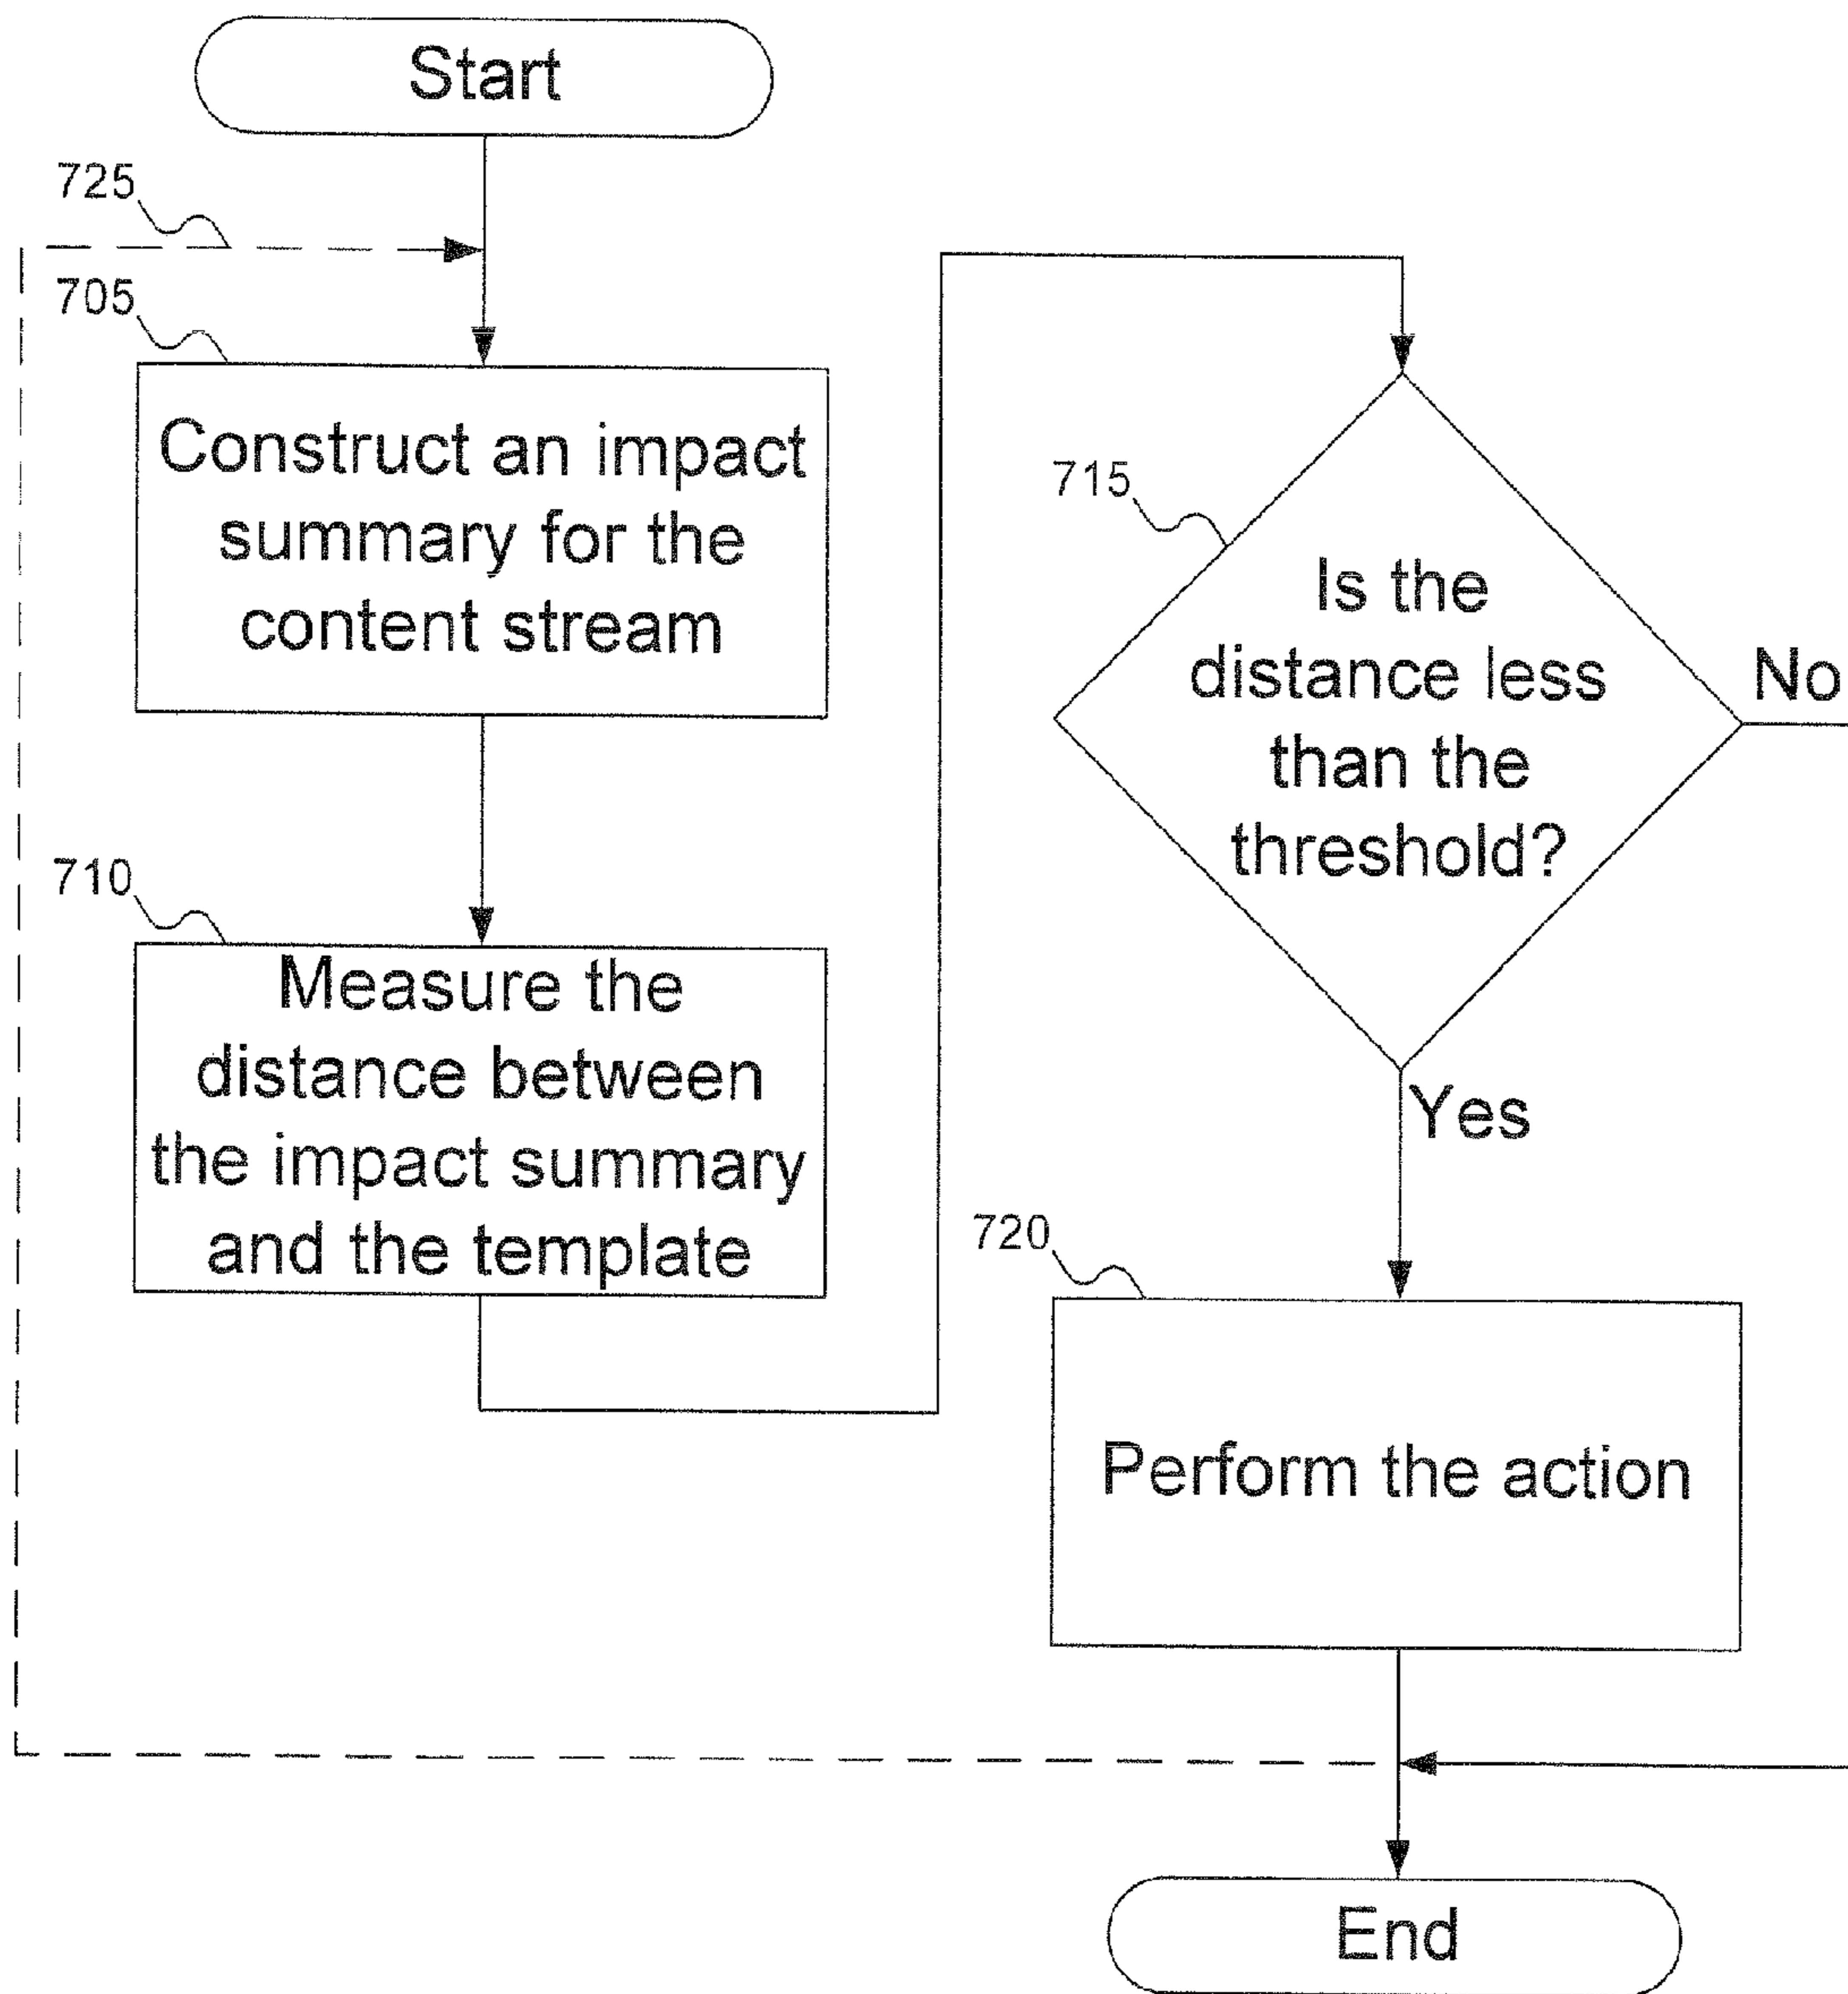 Start
725
705
Construct an impact
summary for the
content stream
710
Measure the
distance between
the impact summary
and the template
715
Is the
distance less
than the
threshold?
No
Yes
720
Perform the action
End